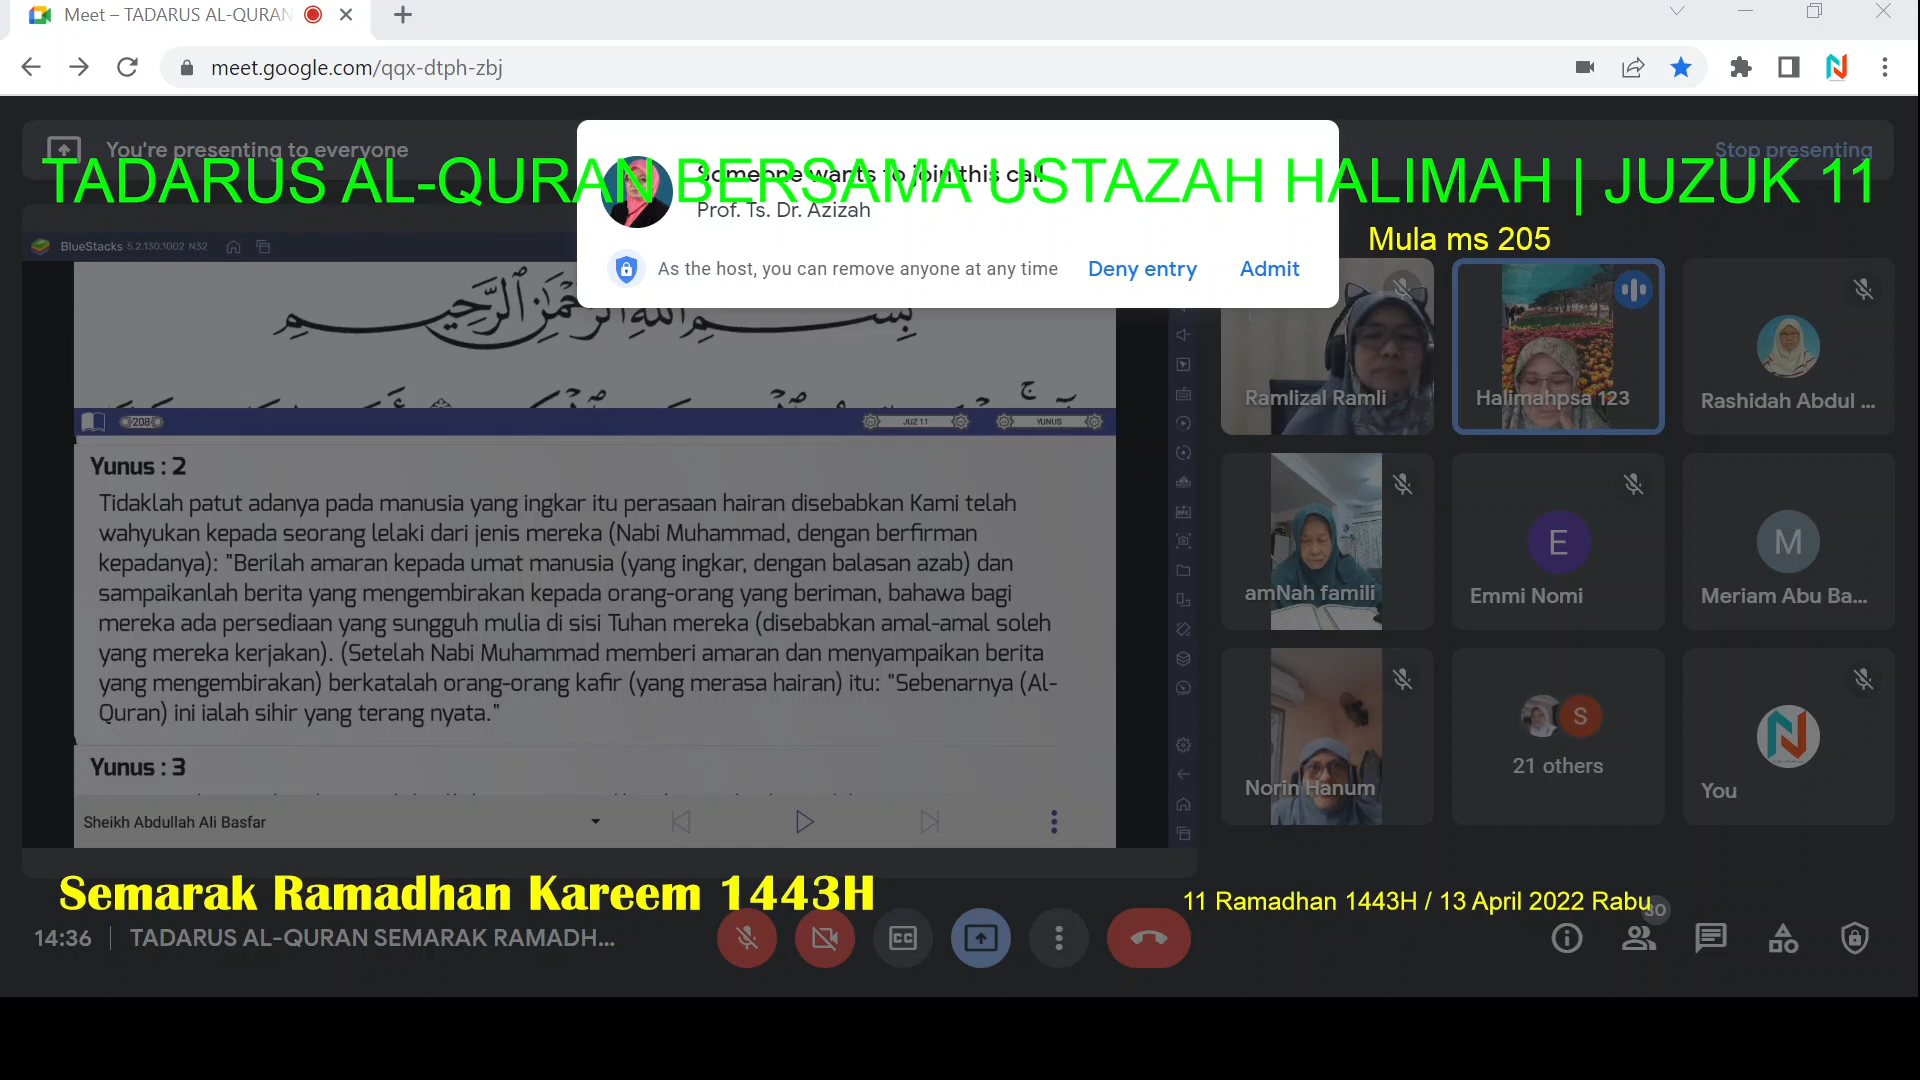 Meet – TADARUS AL-QURAN
meet.google.com/qqx-dtph-zbj
You're presenting to everyone
Stop presenting
TADARUS AL-QURAN BERSAMA USTAZAH HALIMAH | JUZUK 11
Someone wants to join this call
Prof. Ts. Dr. Azizah
As the host, you can remove anyone at any time
Deny entry
Admit
Mula ms 205
BlueStacks 5.2.130.1002 N32
بسم الله الرحمن الرحيم
208
JUZ 11
YUNUS
Yunus : 2
Tidaklah patut adanya pada manusia yang ingkar itu perasaan hairan disebabkan Kami telah
wahyukan kepada seorang lelaki dari jenis mereka (Nabi Muhammad, dengan berfirman
kepadanya): "Berilah amaran kepada umat manusia (yang ingkar, dengan balasan azab) dan
sampaikanlah berita yang mengembirakan kepada orang-orang yang beriman, bahawa bagi
mereka ada persediaan yang sungguh mulia di sisi Tuhan mereka (disebabkan amal-amal soleh
yang mereka kerjakan). (Setelah Nabi Muhammad memberi amaran dan menyampaikan berita
yang mengembirakan) berkatalah orang-orang kafir (yang merasa hairan) itu: "Sebenarnya (Al-
Quran) ini ialah sihir yang terang nyata."
Yunus : 3
Sheikh Abdullah Ali Basfar
Ramlizal Ramli
Halimahpsa 123
Rashidah Abdul ...
amNah famili
E
Emmi Nomi
M
Meriam Abu Ba...
Norin Hanum
S
21 others
You
Semarak Ramadhan Kareem 1443H
11 Ramadhan 1443H / 13 April 2022 Rabu
14:36
TADARUS AL-QURAN SEMARAK RAMADH...
CC
30